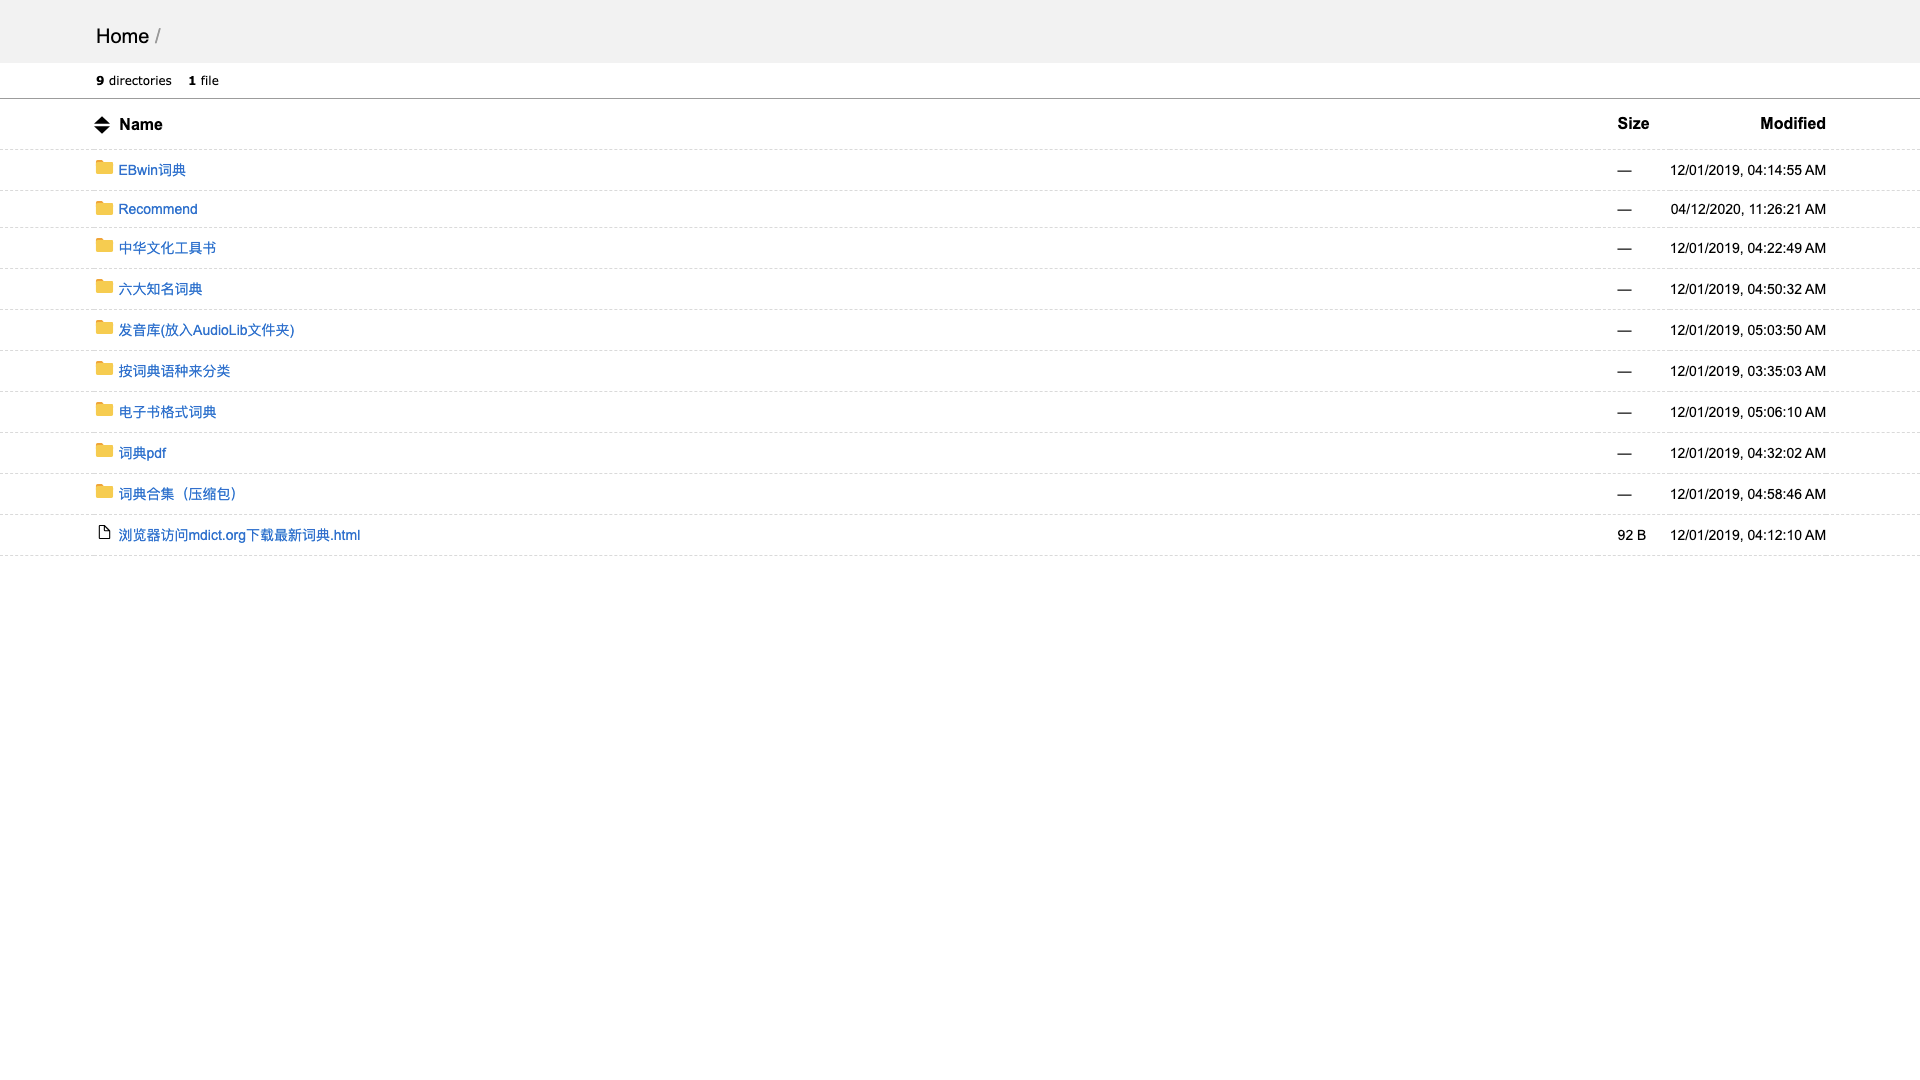 Home /
9 directories 1 file
Name Size Modified
EBwin词典 — 12/01/2019, 04:14:55 AM
Recommend — 04/12/2020, 11:26:21 AM
中华文化工具书 — 12/01/2019, 04:22:49 AM
六大知名词典 — 12/01/2019, 04:50:32 AM
发音库(放入AudioLib文件夹) — 12/01/2019, 05:03:50 AM
按词典语种来分类 — 12/01/2019, 03:35:03 AM
电子书格式词典 — 12/01/2019, 05:06:10 AM
词典pdf — 12/01/2019, 04:32:02 AM
词典合集（压缩包） — 12/01/2019, 04:58:46 AM
浏览器访问mdict.org下载最新词典.html 92 B 12/01/2019, 04:12:10 AM